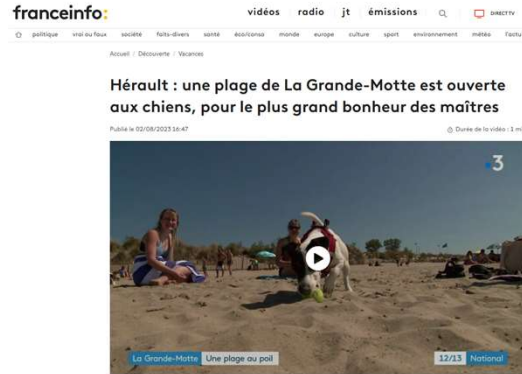 franceinfo:
vidéos radio jt émissions DIRECT TV
politique vrai ou faux société faits-divers santé éco/conso monde europe culture sport environnement météo l'actu
Accueil / Découverte / Vacances
Hérault : une plage de La Grande-Motte est ouverte
aux chiens, pour le plus grand bonheur des maîtres
Publié le 02/08/2023 16:47
Durée de la vidéo : 1 mi
3
La Grande-Motte Une plage au poil
12/13 National